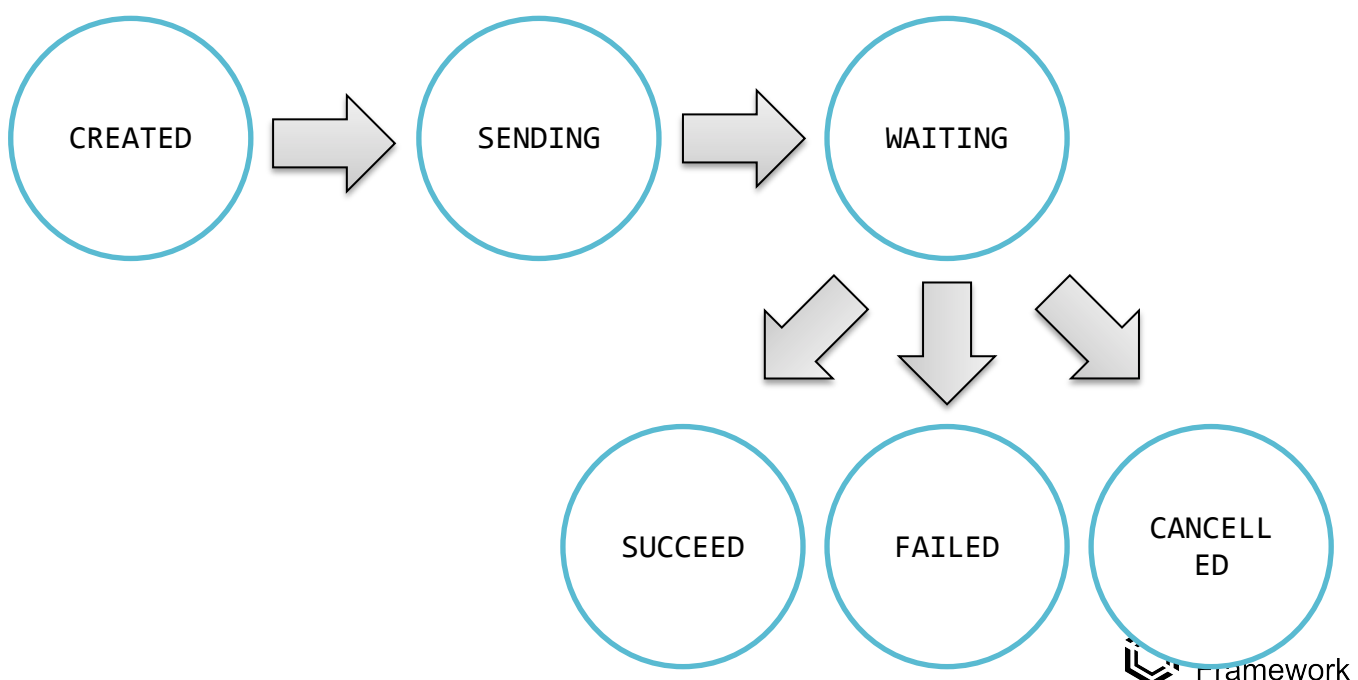 CREATED
SENDING
WAITING
SUCCEED
FAILED
CANCELL
ED
Framework